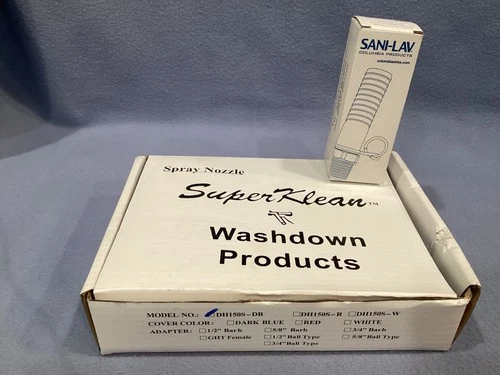 SANI-LAV
COLUMBIA PRODUCTS
Spray Nozzle
SuperKlean™
Washdown
Products
MODEL NO.: DH150S-DB DH150S-R DH150S-W
COVER COLOR: DARK BLUE RED WHITE
ADAPTER: 1/2" Barb 5/8" Barb 3/4" Barb
GHT Female 1/2" Ball Type 5/8" Ball Type
3/4" Ball Type